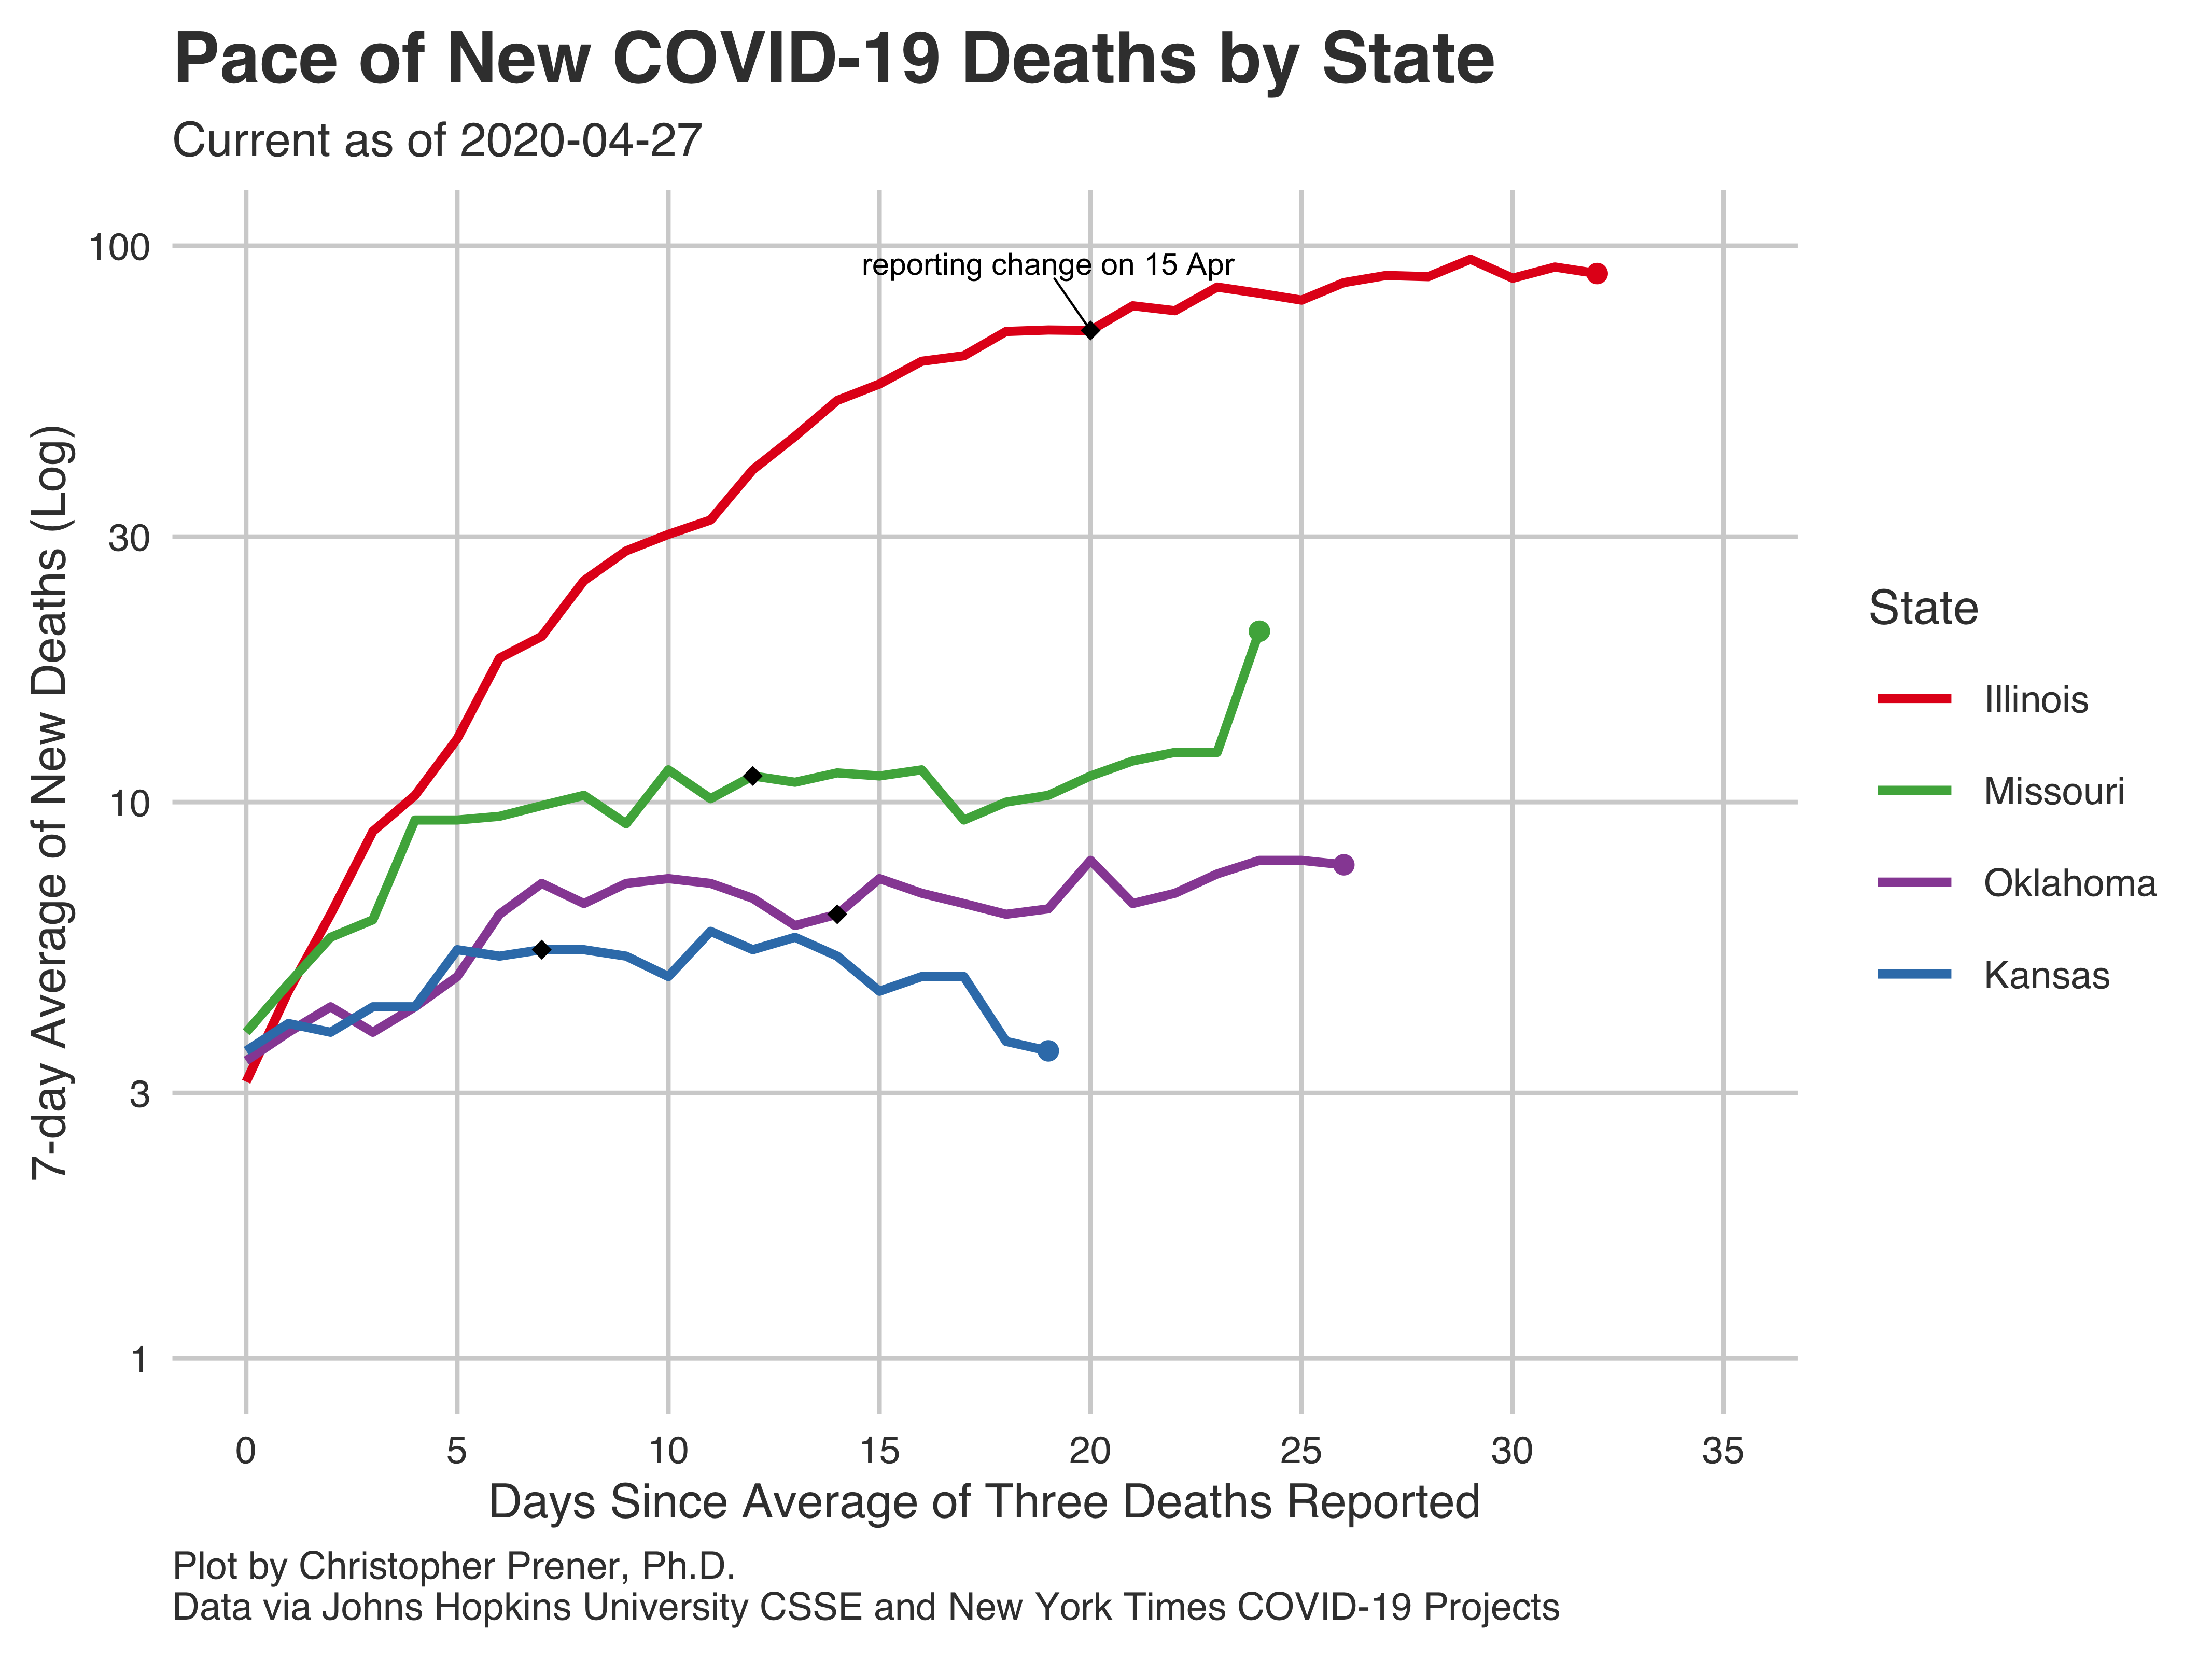 Pace of New COVID-19 Deaths by State
Current as of 2020-04-27
7-day Average of New Deaths (Log)
100
30
10
3
1
reporting change on 15 Apr
State
Illinois
Missouri
Oklahoma
Kansas
0 5 10 15 20 25 30 35
Days Since Average of Three Deaths Reported
Plot by Christopher Prener, Ph.D.
Data via Johns Hopkins University CSSE and New York Times COVID-19 Projects